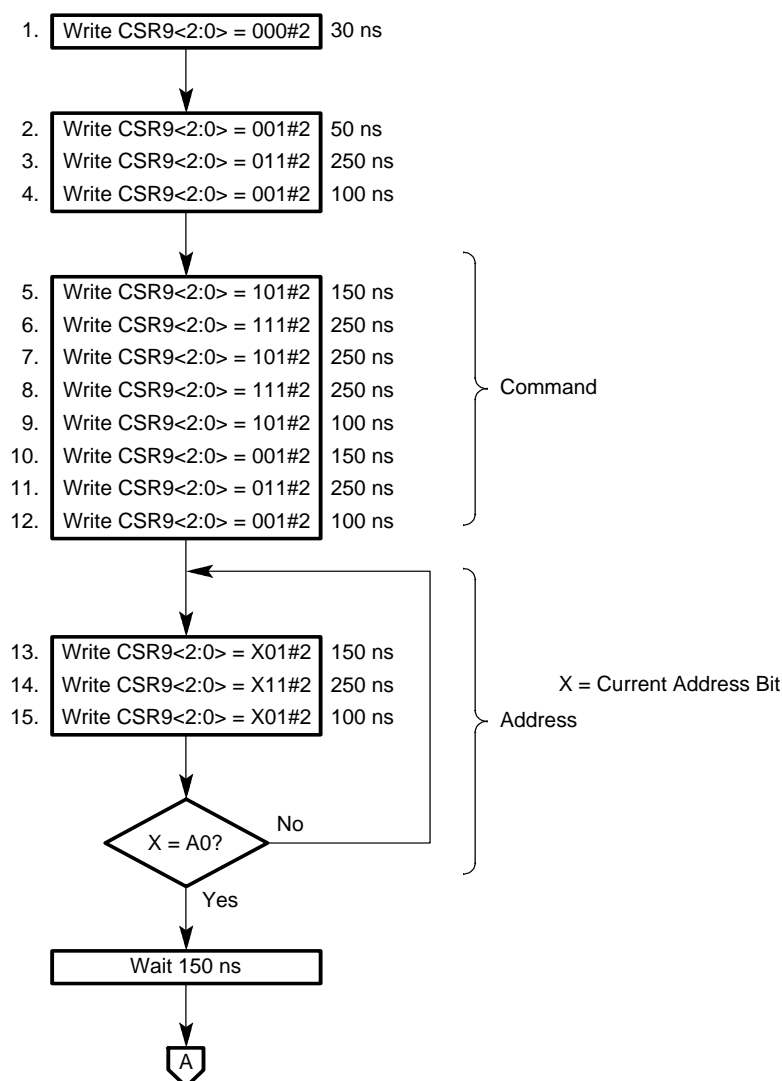 1. Write CSR9<2:0> = 000#2 30 ns
2. Write CSR9<2:0> = 001#2 50 ns
3. Write CSR9<2:0> = 011#2 250 ns
4. Write CSR9<2:0> = 001#2 100 ns
5. Write CSR9<2:0> = 101#2 150 ns
6. Write CSR9<2:0> = 111#2 250 ns
7. Write CSR9<2:0> = 101#2 250 ns
8. Write CSR9<2:0> = 111#2 250 ns
9. Write CSR9<2:0> = 101#2 100 ns
10. Write CSR9<2:0> = 001#2 150 ns
11. Write CSR9<2:0> = 011#2 250 ns
12. Write CSR9<2:0> = 001#2 100 ns
Command
13. Write CSR9<2:0> = X01#2 150 ns
14. Write CSR9<2:0> = X11#2 250 ns
15. Write CSR9<2:0> = X01#2 100 ns
X = Current Address Bit
Address
X = A0?
No
Yes
Wait 150 ns
A